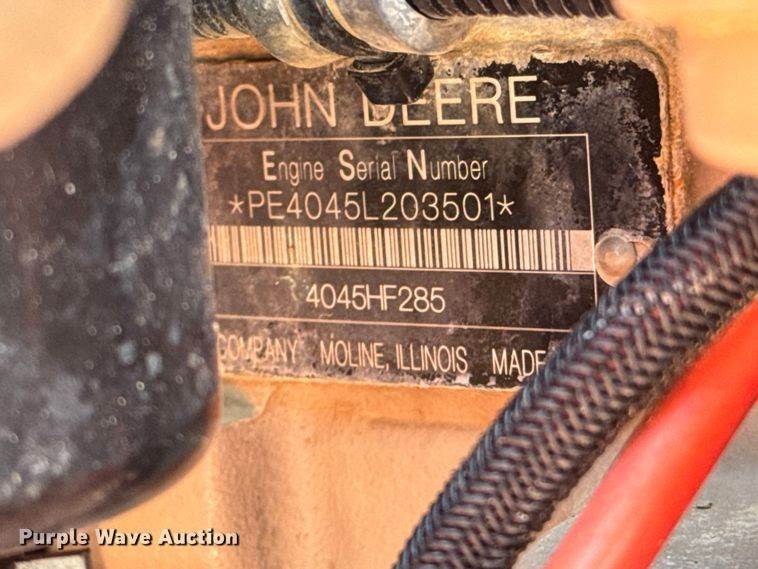 JOHN DEERE
Engine Serial Number
*PE4045L203501*
4045HF285
COMPANY MOLINE, ILLINOIS MADE
Purple Wave Auction